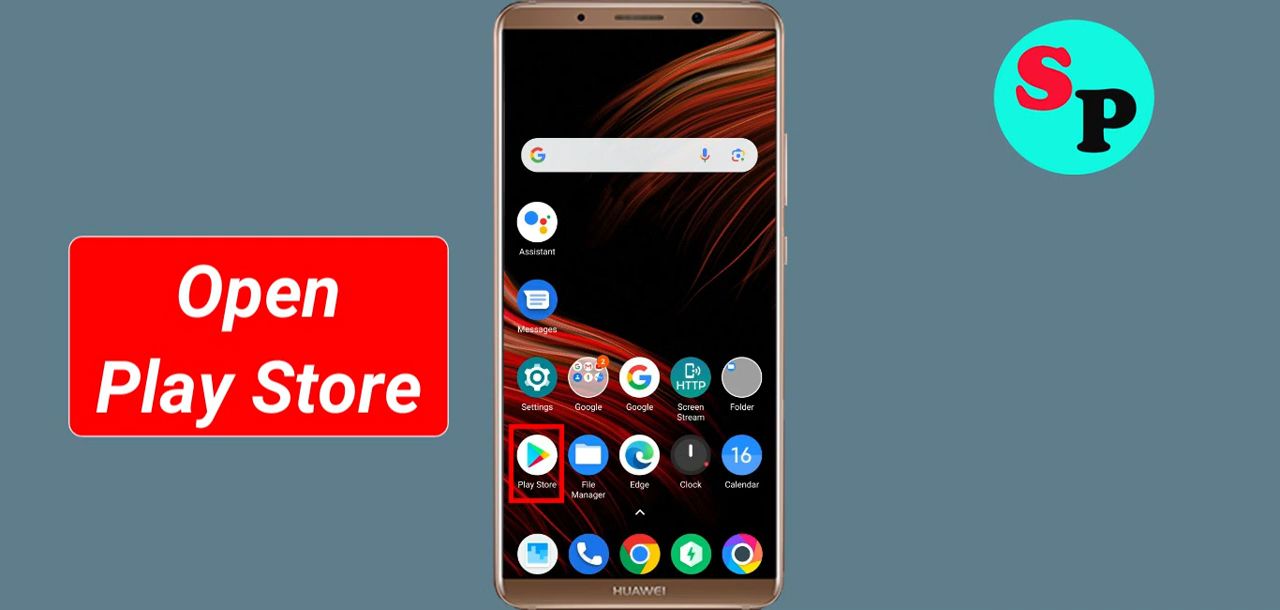 S
P
Open
Play Store
Assistant
Messages
2
Settings Google Google Screen Stream Folder
HTTP
16
Play Store File Manager Edge Clock Calendar
HUAWEI